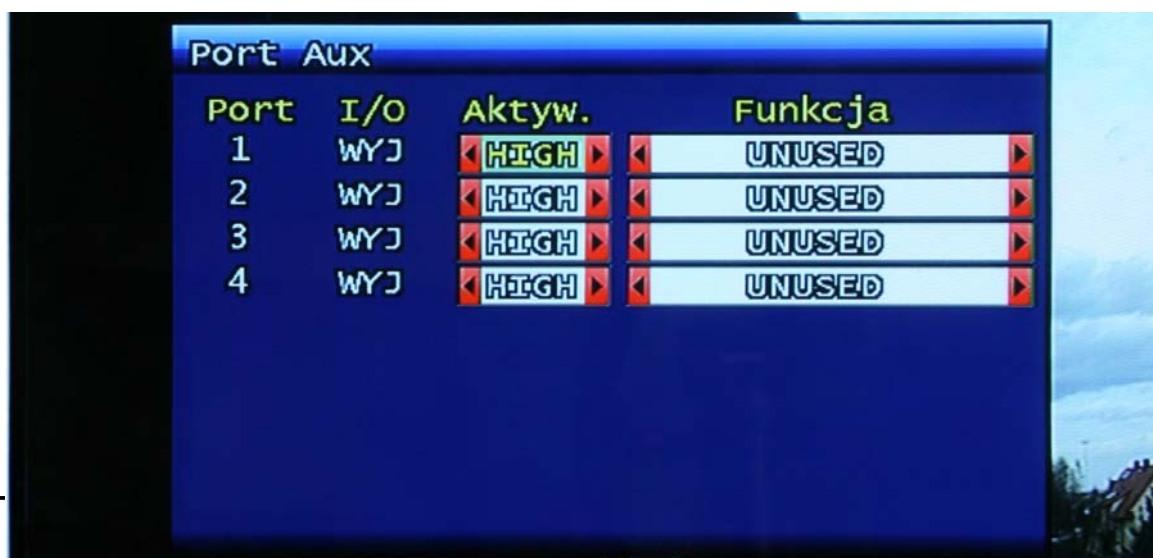 Port Aux
Port I/O Aktyw. Funkcja
1 WYJ HIGH UNUSED
2 WYJ HIGH UNUSED
3 WYJ HIGH UNUSED
4 WYJ HIGH UNUSED